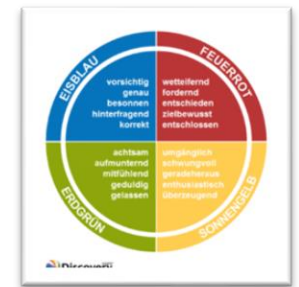 EISBLAU
vorsichtig
genau
besonnen
hinterfragend
korrekt
FEUERROT
wetteifernd
fordernd
entschieden
zielbewusst
entschlossen
ERDGRÜN
achtsam
aufmunternd
mitfühlend
geduldig
gelassen
SONNENGELB
umgänglich
schwungvoll
geradeheraus
enthusiastisch
überzeugend
Discovery